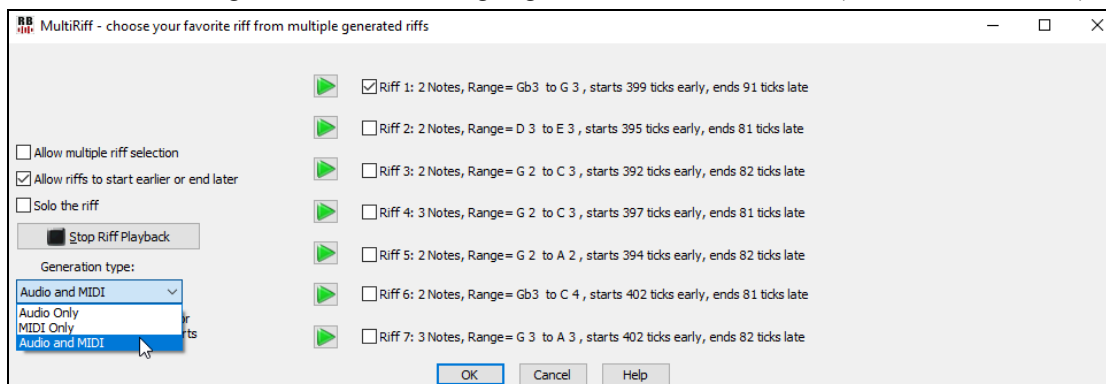 RB MultiRiff - choose your favorite riff from multiple generated riffs
Riff 1: 2 Notes, Range= Gb3 to G 3 , starts 399 ticks early, ends 91 ticks late
Riff 2: 2 Notes, Range= D 3 to E 3 , starts 395 ticks early, ends 81 ticks late
Allow multiple riff selection
Riff 3: 2 Notes, Range= G 2 to C 3 , starts 392 ticks early, ends 82 ticks late
Allow riffs to start earlier or end later
Solo the riff
Riff 4: 3 Notes, Range= G 2 to C 3 , starts 397 ticks early, ends 81 ticks late
Stop Riff Playback
Riff 5: 2 Notes, Range= G 2 to A 2 , starts 394 ticks early, ends 82 ticks late
Generation type:
Audio and MIDI
Riff 6: 2 Notes, Range= Gb3 to C 4 , starts 402 ticks early, ends 81 ticks late
Audio Only
MIDI Only
Audio and MIDI
Riff 7: 3 Notes, Range= G 3 to A 3 , starts 402 ticks early, ends 82 ticks late
OK Cancel Help